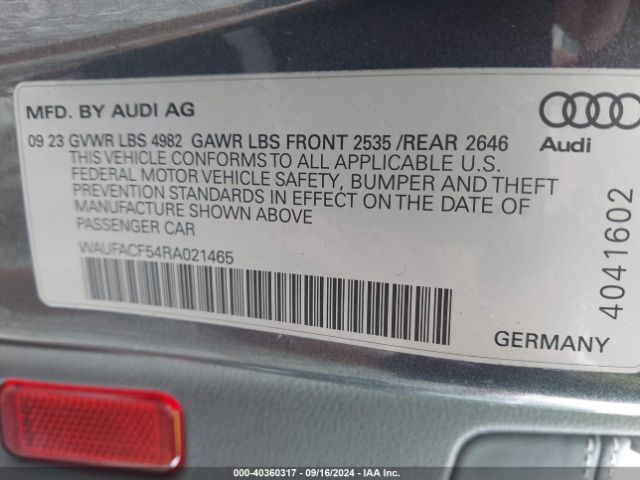 MFD. BY AUDI AG
09 23 GVWR LBS 4982 GAWR LBS FRONT 2535 /REAR 2646
THIS VEHICLE CONFORMS TO ALL APPLICABLE U.S.
FEDERAL MOTOR VEHICLE SAFETY, BUMPER AND THEFT
PREVENTION STANDARDS IN EFFECT ON THE DATE OF
MANUFACTURE SHOWN ABOVE
PASSENGER CAR
WAUFACF54RA021465
Audi
4041602
GERMANY
000-40360317 - 09/16/2024 - IAA Inc.